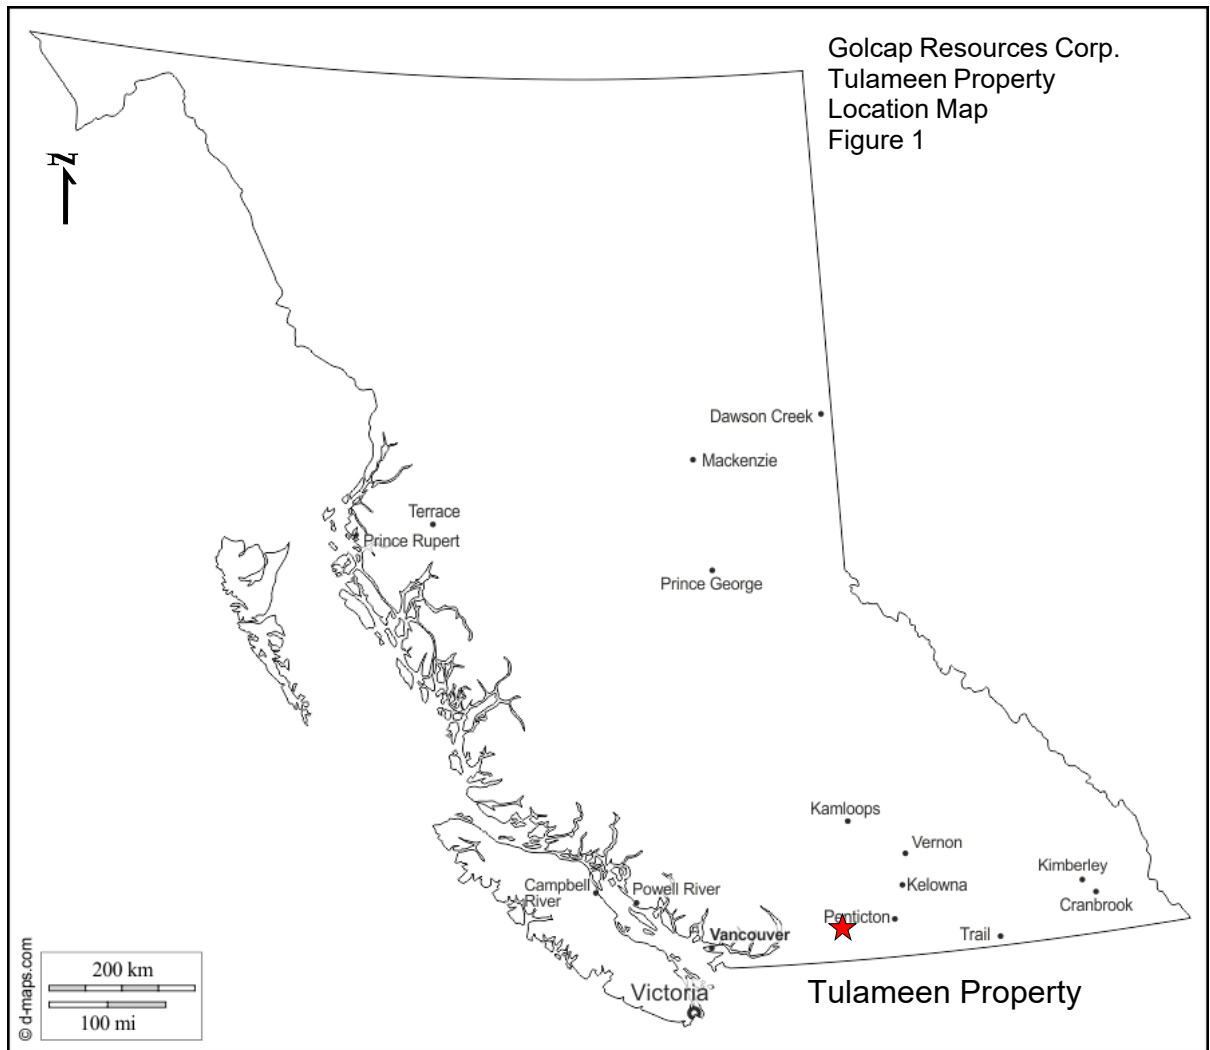 Golcap Resources Corp.
Tulameen Property
Location Map
Figure 1
N
Dawson Creek
Mackenzie
Terrace
Prince Rupert
Prince George
Kamloops
Vernon
Kimberley
Campbell
River
Powell River
Kelowna
Cranbrook
Penticton
Trail
Vancouver
Victoria
Tulameen Property
200 km
100 mi
© d-maps.com